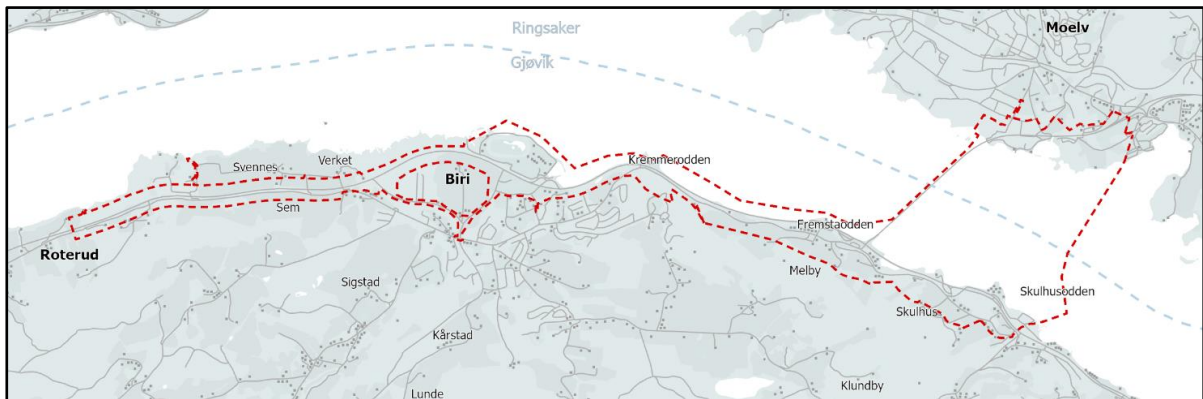 Ringsaker
Moelv
Gjøvik
Kremmerodden
Svennes
Verket
Biri
Sem
Fremstadodden
Roterud
Melby
Sigstad
Skulhusodden
Skulhus
Kårstad
Klundby
Lunde